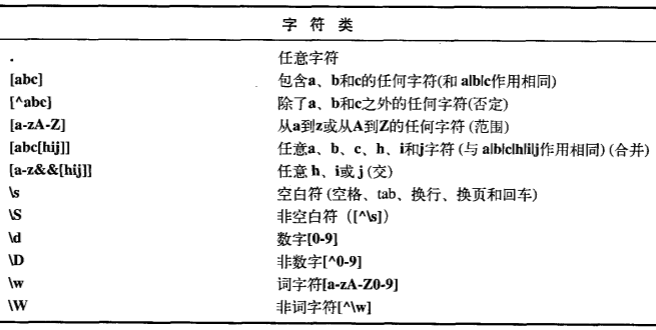 字 符 类
. 任意字符
[abc] 包含a、b和c的任何字符(和 a|b|c作用相同)
[^abc] 除了a、b和c之外的任何字符(否定)
[a-zA-Z] 从a到z或从A到Z的任何字符 (范围)
[abc[hij]] 任意a、b、c、h、i和j字符 (与 a|b|c|h|i|j作用相同) (合并)
[a-z&&[hij]] 任意 h、i或 j (交)
\s 空白符 (空格、tab、换行、换页和回车)
\S 非空白符（[^\s]）
\d 数字[0-9]
\D 非数字[^0-9]
\w 词字符[a-zA-Z0-9]
\W 非词字符[^\w]